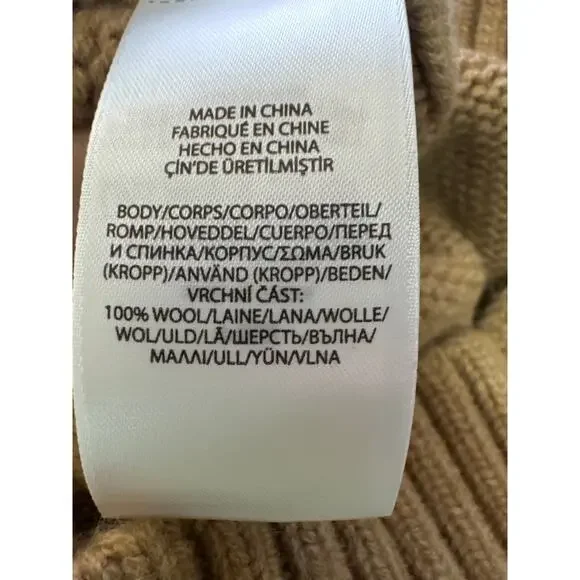 MADE IN CHINA
FABRIQUÉ EN CHINE
HECHO EN CHINA
ÇİN'DE ÜRETİLMİŞTİR
BODY/CORPS/CORPO/OBERTEIL/
ROMP/HOVEDDEL/CUERPO/ПЕРЕД
И СПИНКА/КОРПУС/ΣΩΜΑ/BRUK
(KROPP)/ANVÄND (KROPP)/BEDEN/
VRCHNÍ ČÁST:
100% WOOL/LAINE/LANA/WOLLE/
WOL/ULD/LÃ/ШЕРСТЬ/ВЪЛНА/
ΜΑΛΛΙ/ULL/YÜN/VLNA